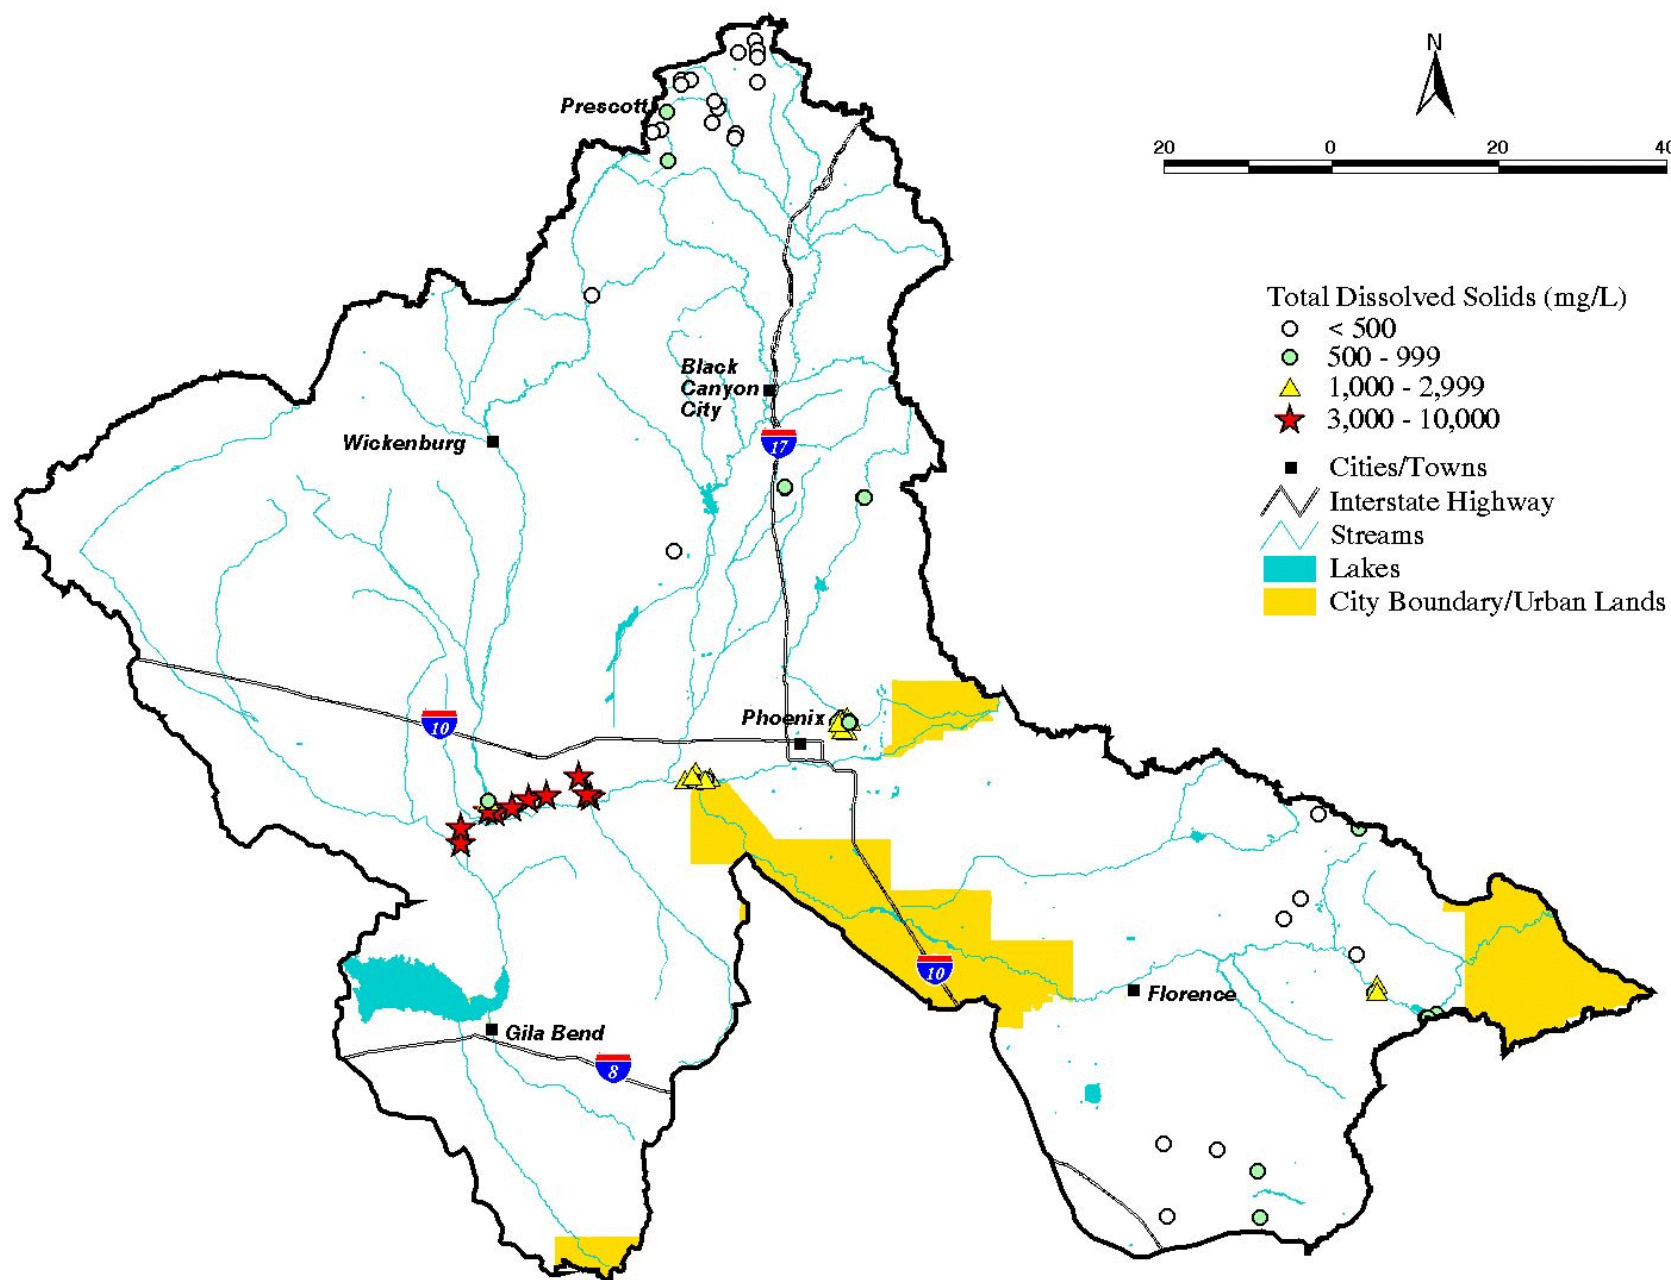 N
Prescott
20 0 20 40
Total Dissolved Solids (mg/L)
< 500
500 - 999
1,000 - 2,999
3,000 - 10,000
Cities/Towns
Interstate Highway
Streams
Lakes
City Boundary/Urban Lands
Black
Canyon
City
Wickenburg
17
Phoenix
10
10
Florence
Gila Bend
8